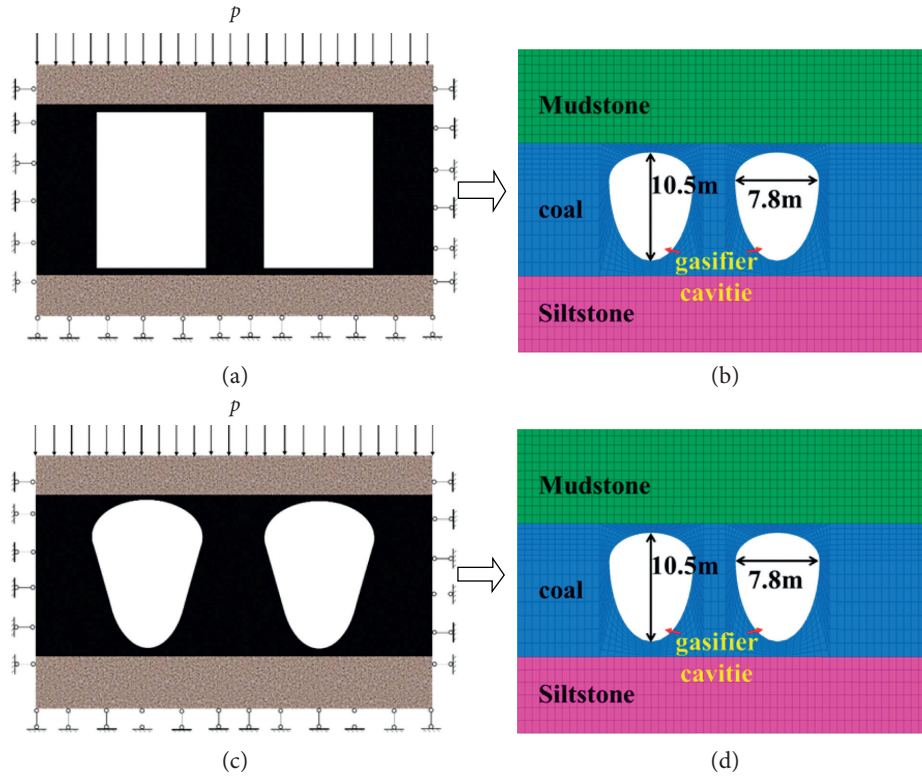 p
Mudstone
10.5m
coal
7.8m
gasifier
cavitie
Siltstone
(a)
(b)
p
Mudstone
10.5m
coal
7.8m
gasifier
cavitie
Siltstone
(c)
(d)